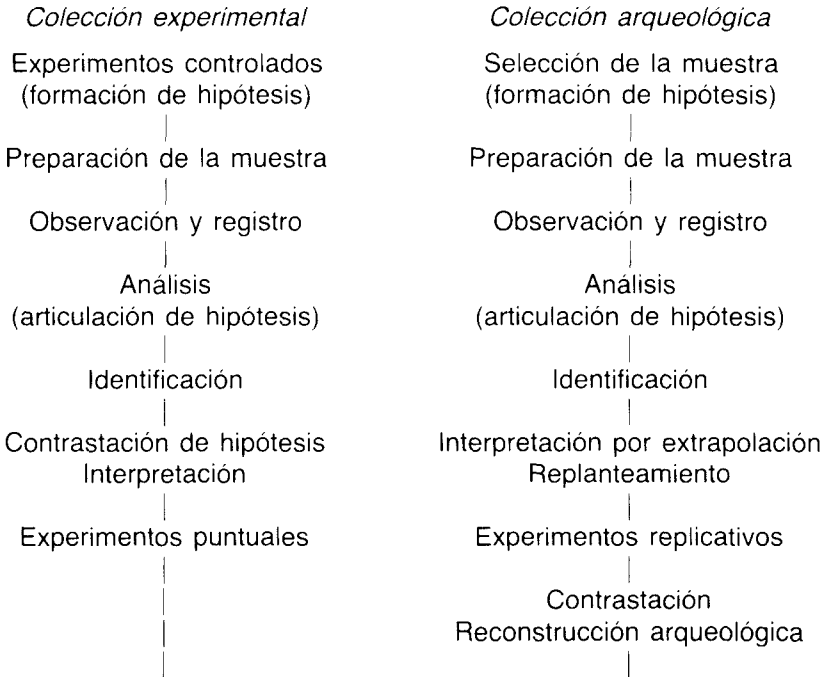 Colección experimental
Experimentos controlados
(formación de hipótesis)
Preparación de la muestra
Observación y registro
Análisis
(articulación de hipótesis)
Identificación
Contrastación de hipótesis
Interpretación
Experimentos puntuales
Colección arqueológica
Selección de la muestra
(formación de hipótesis)
Preparación de la muestra
Observación y registro
Análisis
(articulación de hipótesis)
Identificación
Interpretación por extrapolación
Replanteamiento
Experimentos replicativos
Contrastación
Reconstrucción arqueológica